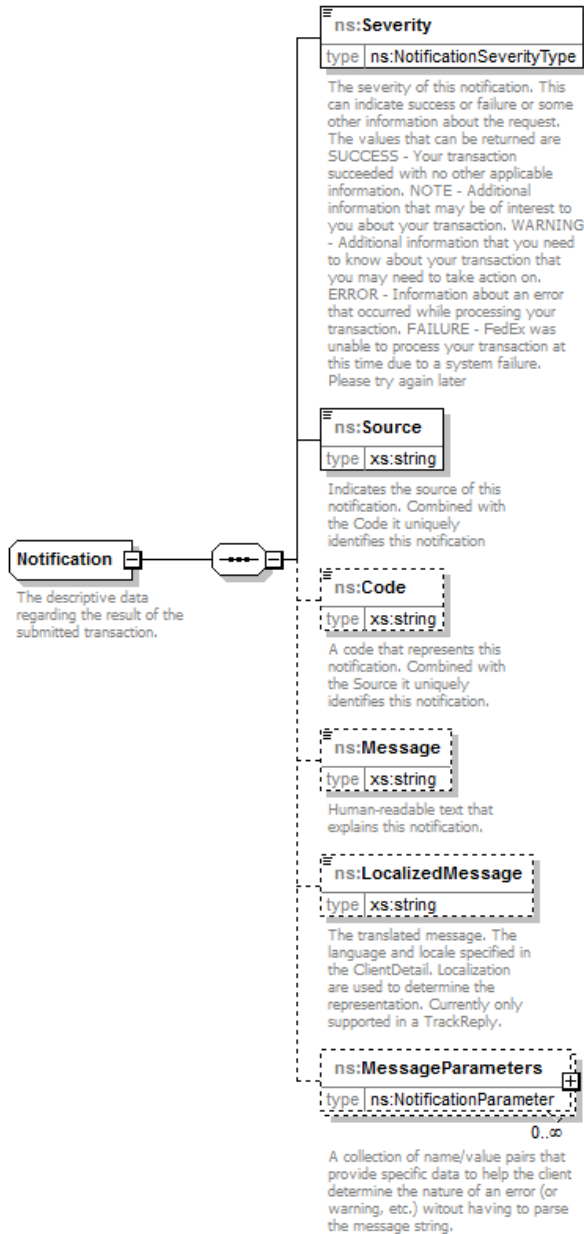 ns:Severity
type ns:NotificationSeverityType
The severity of this notification. This
can indicate success or failure or some
other information about the request.
The values that can be returned are
SUCCESS - Your transaction
succeeded with no other applicable
information. NOTE - Additional
information that may be of interest to
you about your transaction. WARNING
- Additional information that you need
to know about your transaction that
you may need to take action on.
ERROR - Information about an error
that occurred while processing your
transaction. FAILURE - FedEx was
unable to process your transaction at
this time due to a system failure.
Please try again later
ns:Source
type xs:string
Indicates the source of this
notification. Combined with
the Code it uniquely
identifies this notification
Notification
The descriptive data
regarding the result of the
submitted transaction.
ns:Code
type xs:string
A code that represents this
notification. Combined with
the Source it uniquely
identifies this notification.
ns:Message
type xs:string
Human-readable text that
explains this notification.
ns:LocalizedMessage
type xs:string
The translated message. The
language and locale specified in
the ClientDetail. Localization
are used to determine the
representation. Currently only
supported in a TrackReply.
ns:MessageParameters
type ns:NotificationParameter
0..∞
A collection of name/value pairs that
provide specific data to help the client
determine the nature of an error (or
warning, etc.) witout having to parse
the message string.